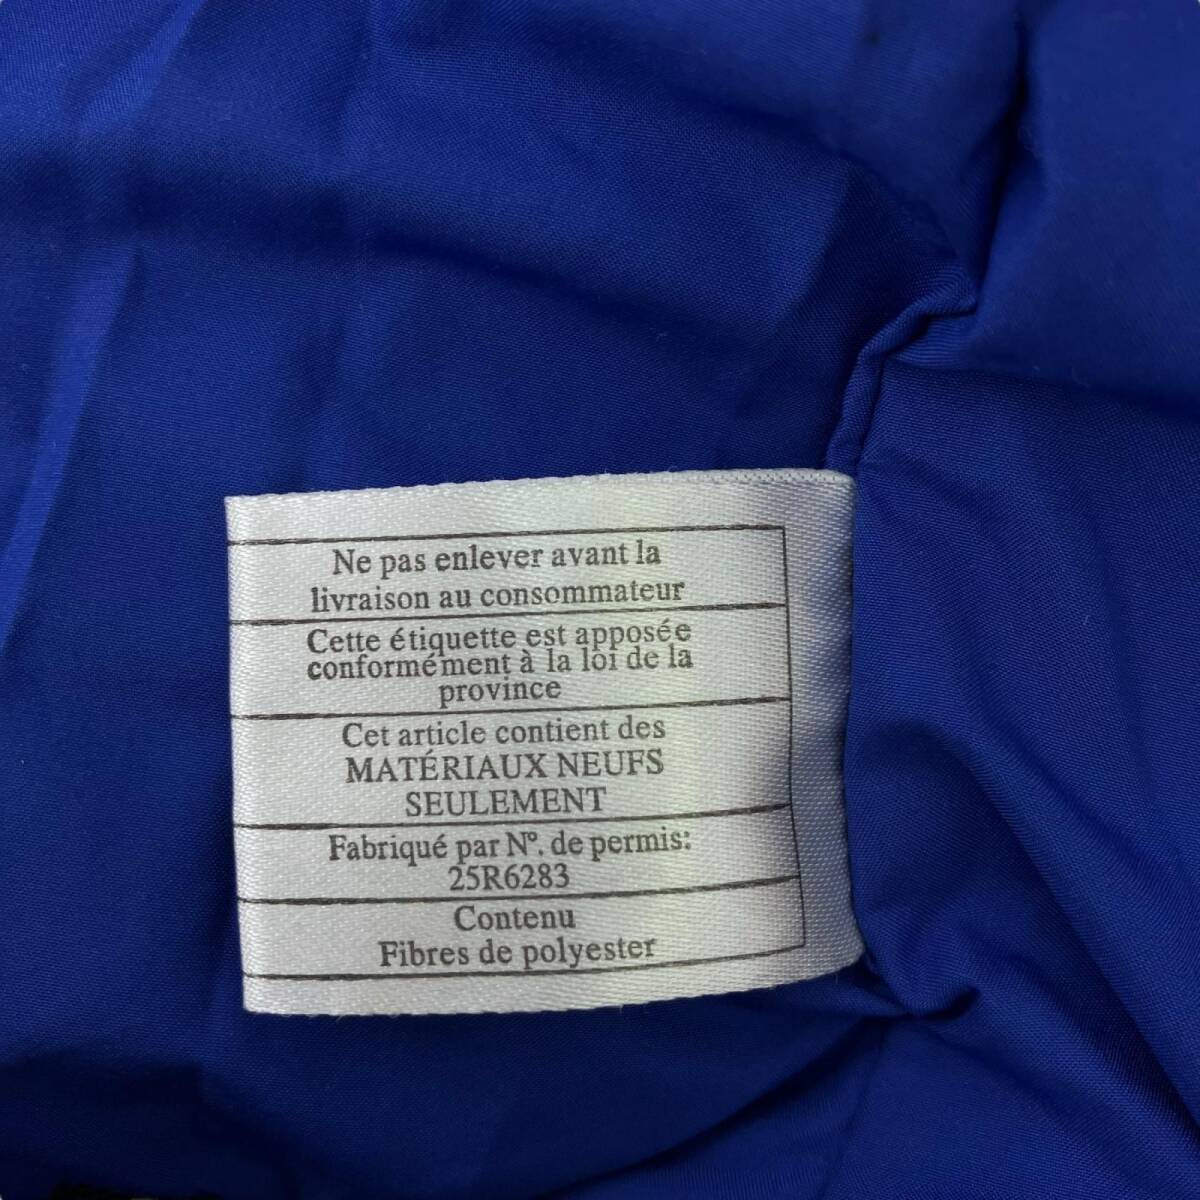 Ne pas enlever avant la
livraison au consommateur
Cette étiquette est apposée
conformément à la loi de la
province
Cet article contient des
MATÉRIAUX NEUFS
SEULEMENT
Fabriqué par Nº. de permis:
25R6283
Contenu
Fibres de polyester